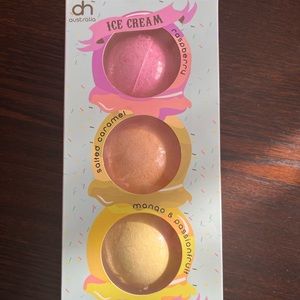 dh
australia
ICE CREAM
raspberry
salted caramel
mango & passionfruit